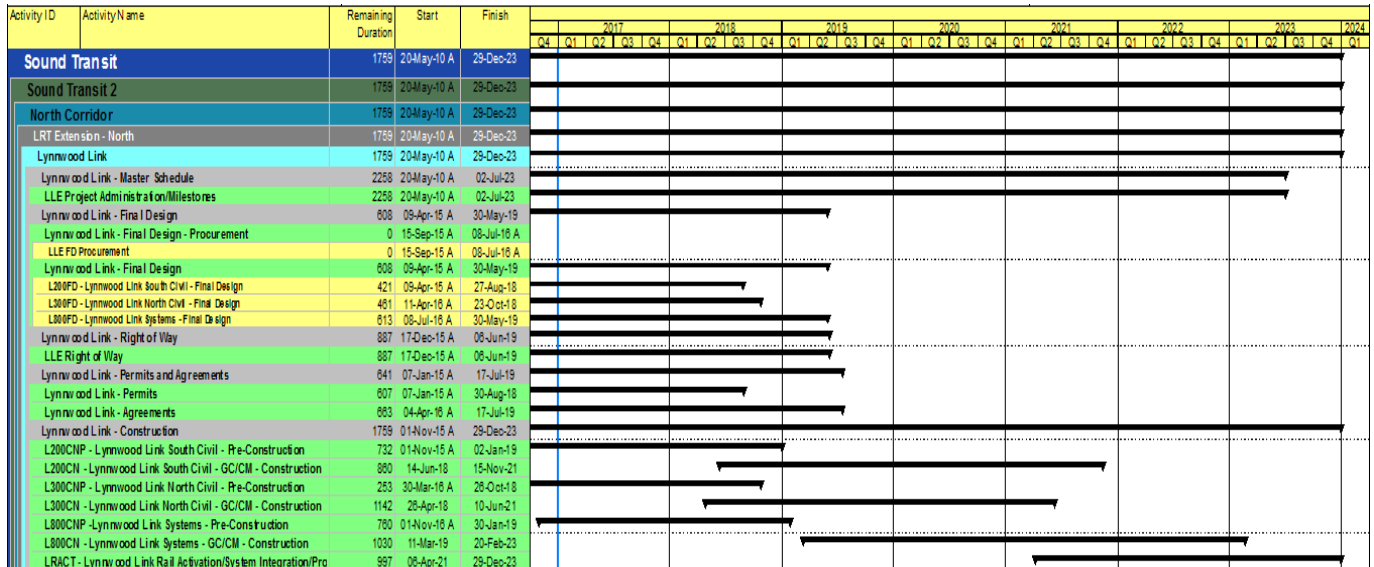 Activity ID Activity Name Remaining Duration Start Finish
2017 2018 2019 2020 2021 2022 2023 2024
Q4 Q1 Q2 Q3 Q4 Q1 Q2 Q3 Q4 Q1 Q2 Q3 Q4 Q1 Q2 Q3 Q4 Q1 Q2 Q3 Q4 Q1 Q2 Q3 Q4 Q1 Q2 Q3 Q4 Q1
Sound Transit 1759 20-May-10 A 29-Dec-23
Sound Transit 2 1759 20-May-10 A 29-Dec-23
North Corridor 1759 20-May-10 A 29-Dec-23
LRT Extension - North 1759 20-May-10 A 29-Dec-23
Lynnwood Link 1759 20-May-10 A 29-Dec-23
Lynnwood Link - Master Schedule 2258 20-May-10 A 02-Jul-23
LLE Project Administration/Milestones 2258 20-May-10 A 02-Jul-23
Lynnwood Link - Final Design 608 09-Apr-15 A 30-May-19
Lynnwood Link - Final Design - Procurement 0 15-Sep-15 A 08-Jul-16 A
LLE FD Procurement 0 15-Sep-15 A 08-Jul-16 A
Lynnwood Link - Final Design 608 09-Apr-15 A 30-May-19
L200FD - Lynnwood Link South Civil - Final Design 421 09-Apr-15 A 27-Aug-18
L300FD - Lynnwood Link North Civil - Final Design 461 11-Apr-16 A 23-Oct-18
L800FD - Lynnwood Link Systems - Final Design 613 08-Jul-16 A 30-May-19
Lynnwood Link - Right of Way 887 17-Dec-15 A 06-Jun-19
LLE Right of Way 887 17-Dec-15 A 06-Jun-19
Lynnwood Link - Permits and Agreements 641 07-Jan-15 A 17-Jul-19
Lynnwood Link - Permits 607 07-Jan-15 A 30-Aug-18
Lynnwood Link - Agreements 663 04-Apr-16 A 17-Jul-19
Lynnwood Link - Construction 1759 01-Nov-15 A 29-Dec-23
L200CNP - Lynnwood Link South Civil - Pre-Construction 732 01-Nov-15 A 02-Jan-19
L200CN - Lynnwood Link South Civil - GC/CM - Construction 860 14-Jun-18 15-Nov-21
L300CNP - Lynnwood Link North Civil - Pre-Construction 253 30-Mar-16 A 26-Oct-18
L300CN - Lynnwood Link North Civil - GC/CM - Construction 1142 26-Apr-18 10-Jun-21
L800CNP -Lynnwood Link Systems - Pre-Construction 760 01-Nov-16 A 30-Jan-19
L800CN - Lynnwood Link Systems - GC/CM - Construction 1030 11-Mar-19 20-Feb-23
LRACT - Lynnwood Link Rail Activation/System Integration/Pro 997 06-Apr-21 29-Dec-23